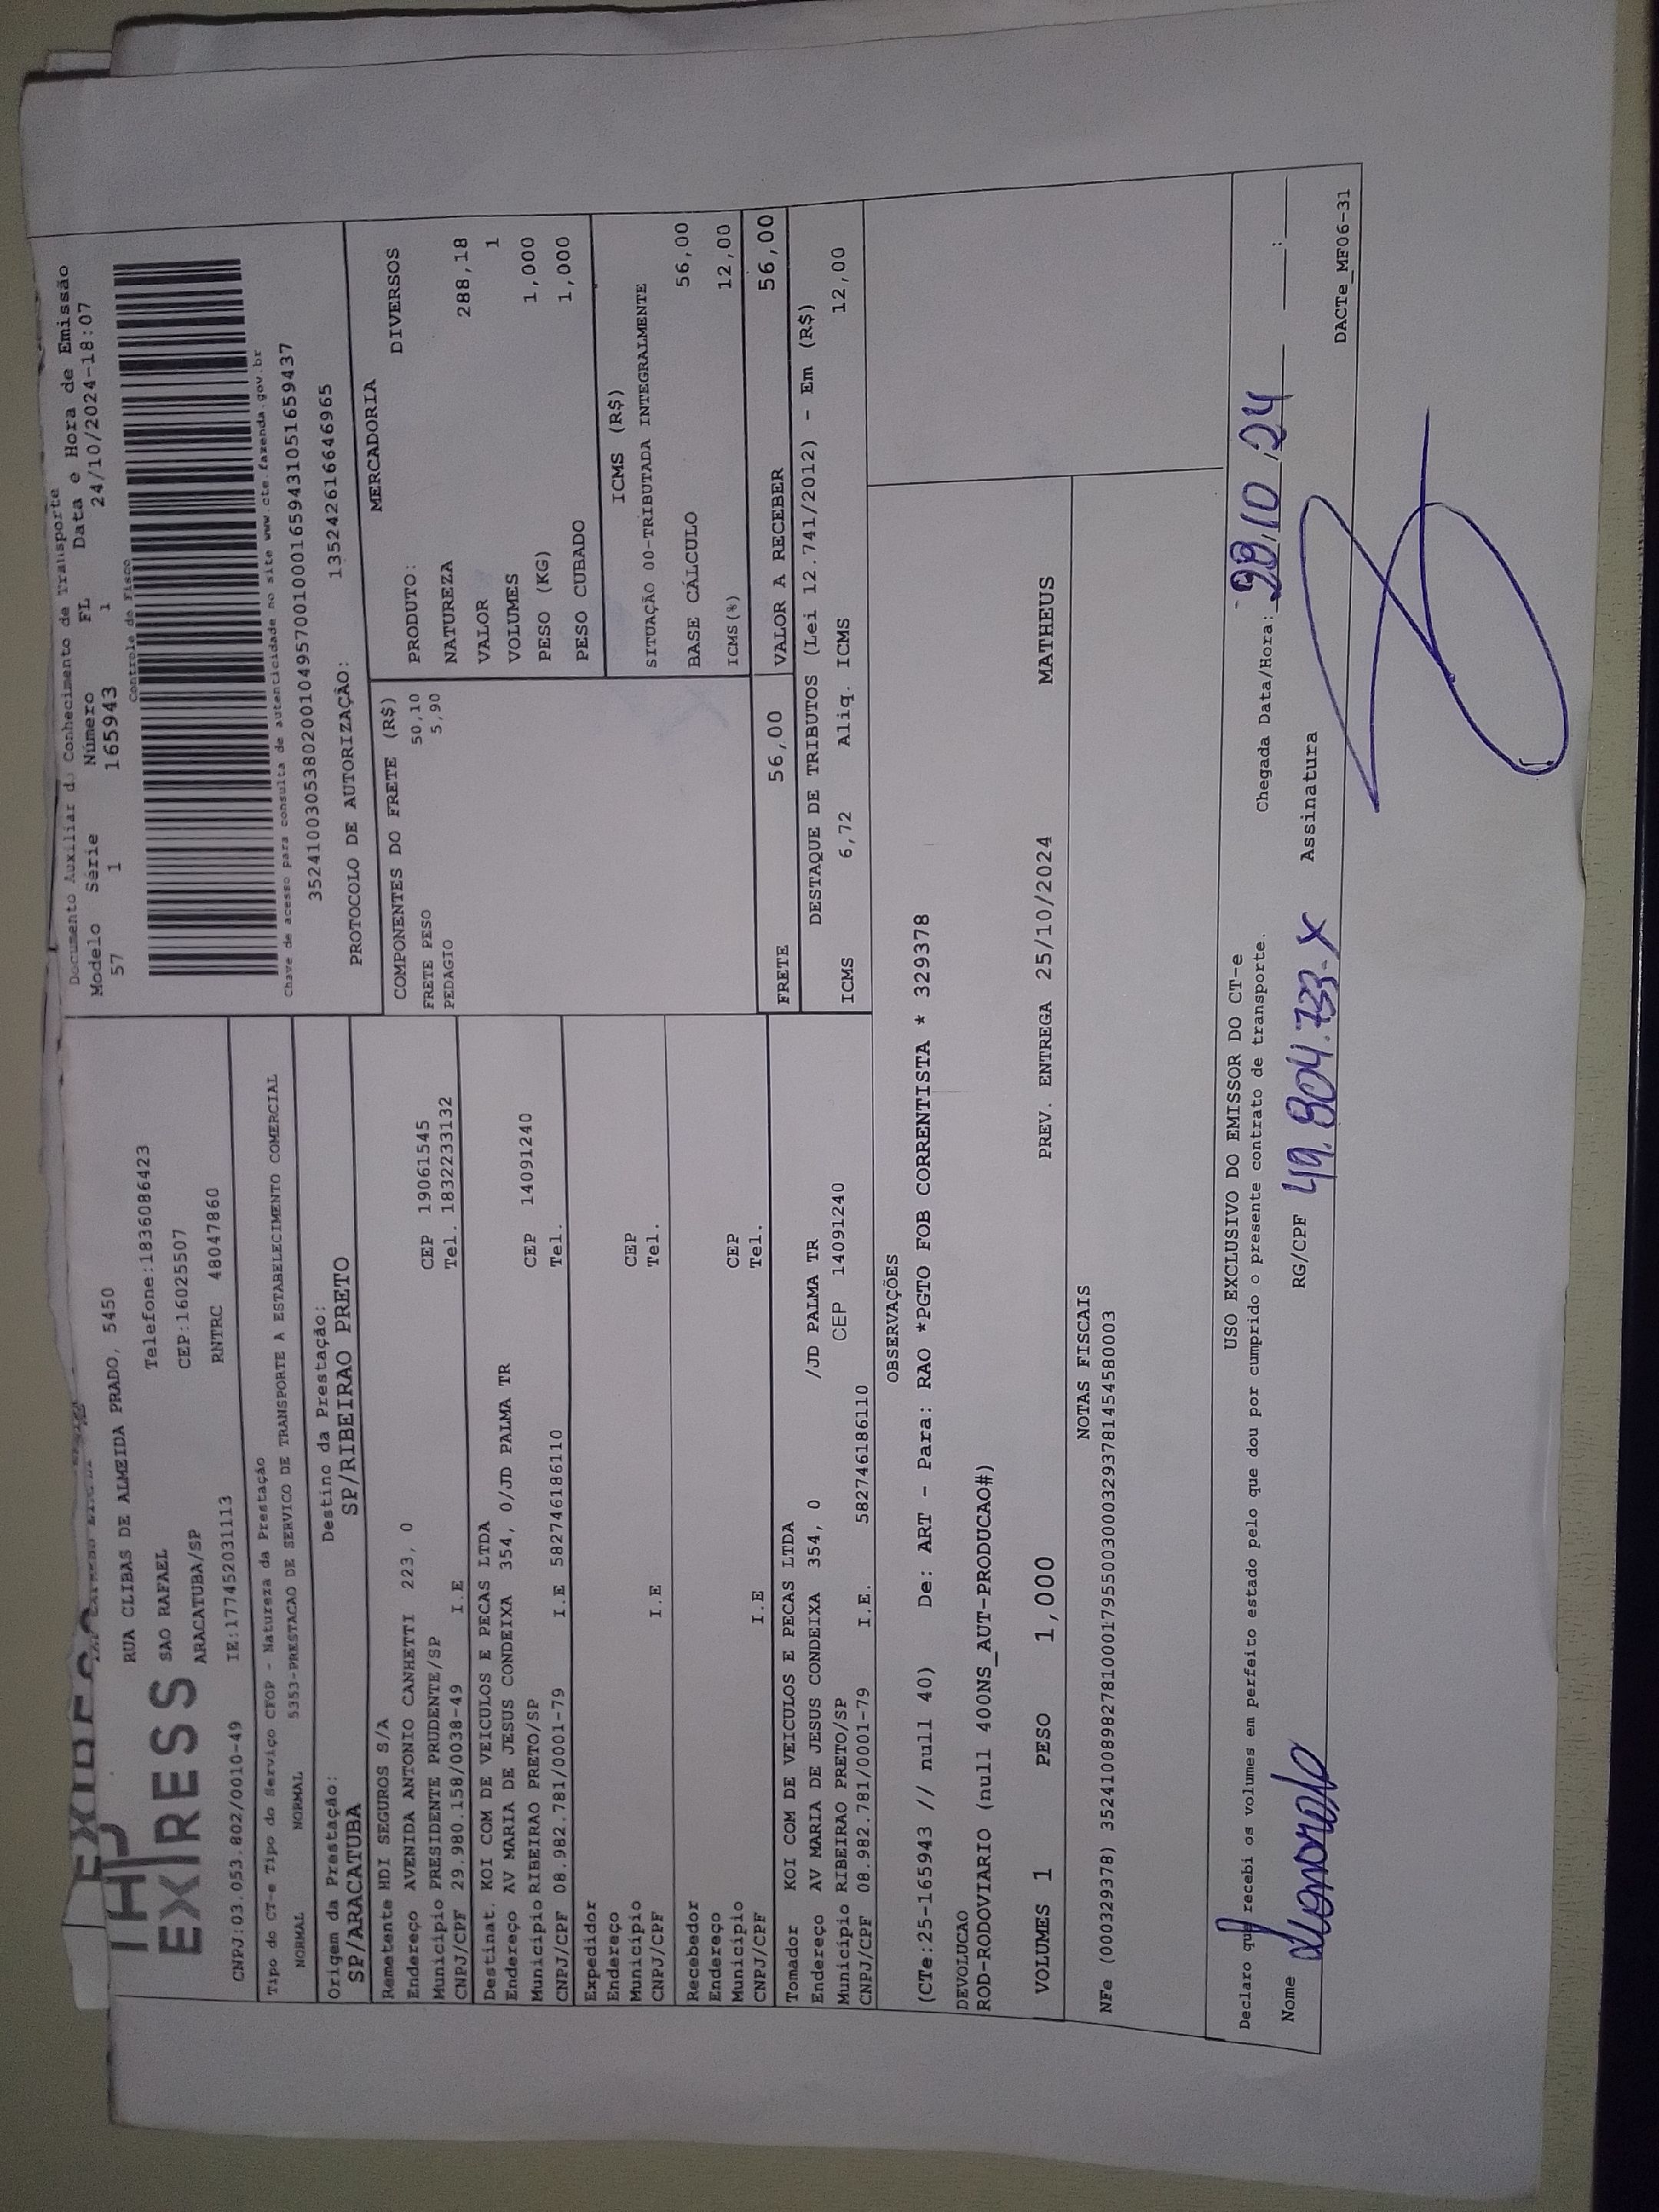 EXPRESS
RUA CLIBAS DE ALMEIDA PRADO, 5450
Telefone:1836086423
SAO RAFAEL CEP:16025507
ARACATUBA/SP RNTRC 48047860
CNPJ:03.053.802/0010-49 IE:177452031113
Documento Auxiliar do Conhecimento de Transporte
Modelo Série Número FL Data e Hora de Emissão
57 1 165943 1 24/10/2024-18:07
Controle do Fisco
Chave de acesso para consulta de autenticidade no site www.cte.fazenda.gov.br
35241003053802001049570010001659431051659437
PROTOCOLO DE AUTORIZAÇÃO: 135242616646965
Tipo do CT-e Tipo do Serviço CFOP - Natureza da Prestação
NORMAL NORMAL 5353-PRESTACAO DE SERVICO DE TRANSPORTE A ESTABELECIMENTO COMERCIAL
Origem da Prestação: Destino da Prestação:
SP/ARACATUBA SP/RIBEIRAO PRETO
Remetente HDI SEGUROS S/A
Endereço AVENIDA ANTONIO CANHETTI 223, 0 CEP 19061545
Município PRESIDENTE PRUDENTE/SP Tel. 1832233132
CNPJ/CPF 29.980.158/0038-49 I.E
Destinat. KOI COM DE VEICULOS E PECAS LTDA
Endereço AV MARIA DE JESUS CONDEIXA 354, 0/JD PALMA TR
Município RIBEIRAO PRETO/SP CEP 14091240
CNPJ/CPF 08.982.781/0001-79 I.E 582746186110 Tel.
Expedidor
Endereço
Município CEP
CNPJ/CPF I.E Tel.
Recebedor
Endereço
Município CEP
CNPJ/CPF I.E Tel.
Tomador KOI COM DE VEICULOS E PECAS LTDA
Endereço AV MARIA DE JESUS CONDEIXA 354, 0 /JD PALMA TR
Município RIBEIRAO PRETO/SP CEP 14091240
CNPJ/CPF 08.982.781/0001-79 I.E. 582746186110
COMPONENTES DO FRETE (R$)
FRETE PESO 50,10
PEDAGIO 5,90
MERCADORIA
PRODUTO: DIVERSOS
NATUREZA
VALOR 288,18
VOLUMES 1
PESO (KG) 1,000
PESO CUBADO 1,000
ICMS (R$)
SITUAÇÃO 00-TRIBUTADA INTEGRALMENTE
BASE CÁLCULO 56,00
ICMS(%) 12,00
FRETE 56,00 VALOR A RECEBER 56,00
DESTAQUE DE TRIBUTOS (Lei 12.741/2012) - Em (R$)
ICMS 6,72 Aliq. ICMS 12,00
OBSERVAÇÕES
(CTe:25-165943 // null 40) De: ART - Para: RAO *PGTO FOB CORRENTISTA * 329378
DEVOLUCAO
ROD-RODOVIARIO (null 400NS_AUT-PRODUCAO#)
VOLUMES 1 PESO 1,000 PREV. ENTREGA 25/10/2024 MATHEUS
NOTAS FISCAIS
NFe (000329378) 35241008982781000179550030003293781454580003
USO EXCLUSIVO DO EMISSOR DO CT-e
Declaro que recebi os volumes em perfeito estado pelo que dou por cumprido o presente contrato de transporte. Chegada Data/Hora: 10 /24 :
Nome RG/CPF 49.804.733-X Assinatura
DACTe_MF06-31